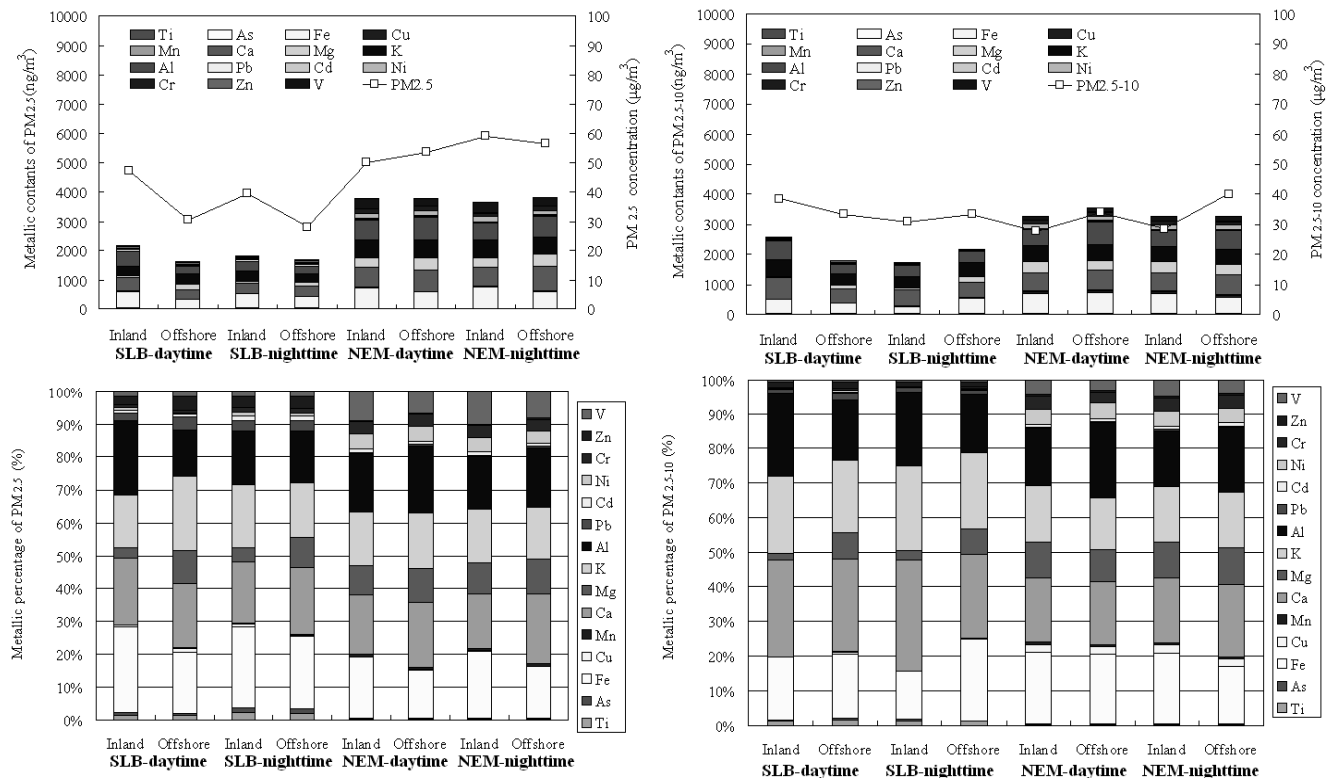 Metallic contants of PM2.5(ng/m³)
10000
9000
8000
7000
6000
5000
4000
3000
2000
1000
0
Ti As Fe Cu
Mn Ca Mg K
Al Pb Cd Ni
Cr Zn V PM2.5
100
90
80
70
60
50
40
30
20
10
0
PM 2.5 concentration (μg/m³)
Inland Offshore Inland Offshore Inland Offshore Inland Offshore
SLB-daytime SLB-nighttime NEM-daytime NEM-nighttime
Metallic contants of PM2.5-10(ng/m³)
10000
9000
8000
7000
6000
5000
4000
3000
2000
1000
0
Ti As Fe Cu
Mn Ca Mg K
Al Pb Cd Ni
Cr Zn V PM2.5-10
100
90
80
70
60
50
40
30
20
10
0
PM2.5-10 concentration (μg/m³)
Inland Offshore Inland Offshore Inland Offshore Inland Offshore
SLB-daytime SLB-nighttime NEM-daytime NEM-nighttime
Metallic percentage of PM 2.5 (%)
100%
90%
80%
70%
60%
50%
40%
30%
20%
10%
0%
V
Zn
Cr
Ni
Cd
Pb
Al
K
Mg
Ca
Mn
Cu
Fe
As
Ti
Inland Offshore Inland Offshore Inland Offshore Inland Offshore
SLB-daytime SLB-nighttime NEM-daytime NEM-nighttime
Metallic percentage of PM 2.5-10 (%)
100%
90%
80%
70%
60%
50%
40%
30%
20%
10%
0%
V
Zn
Cr
Ni
Cd
Pb
Al
K
Mg
Ca
Mn
Cu
Fe
As
Ti
Inland Offshore Inland Offshore Inland Offshore Inland Offshore
SLB-daytime SLB-nighttime NEM-daytime NEM-nighttime